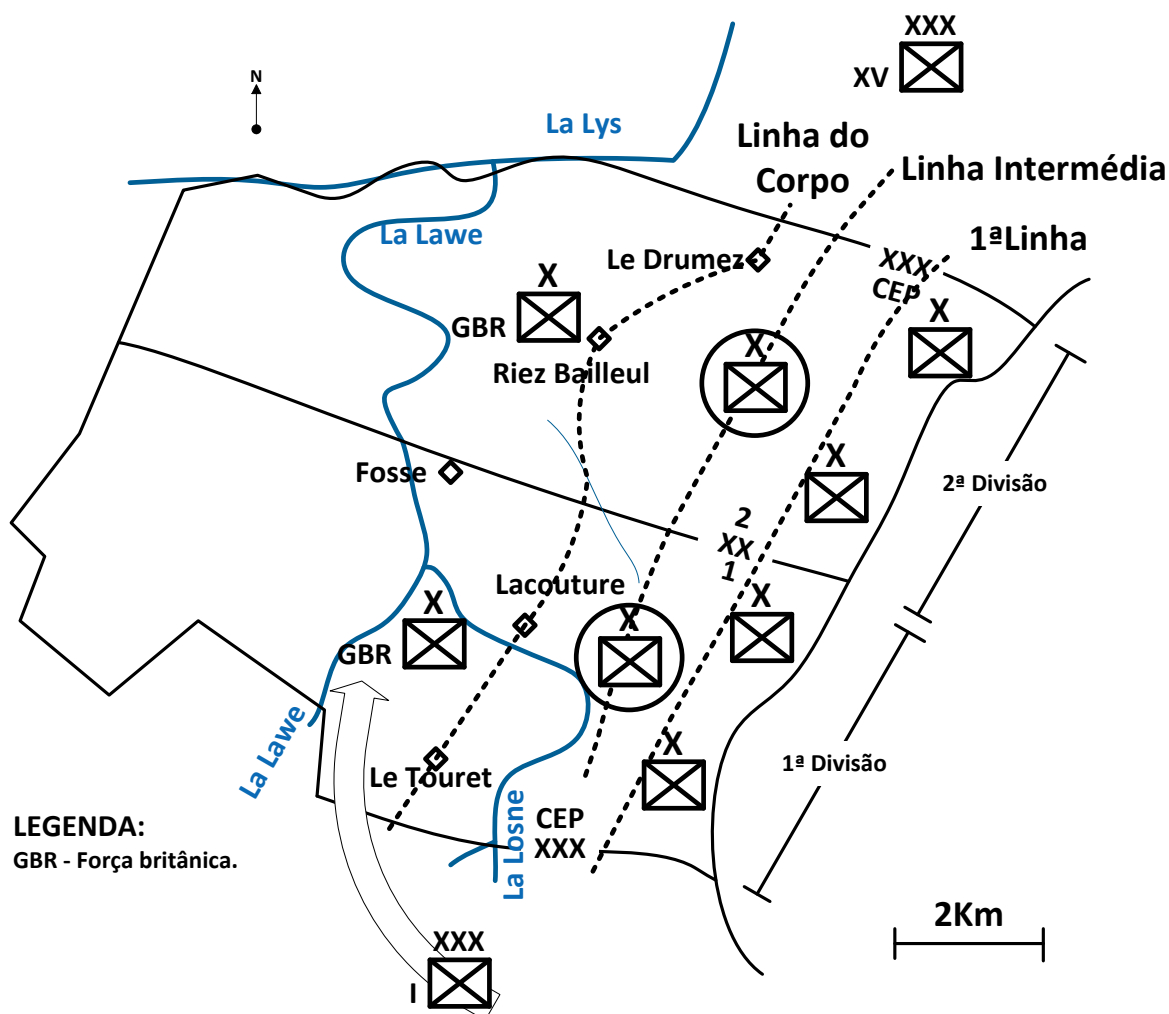 XXX
XV
N
La Lys
Linha do
Corpo
Linha Intermédia
1ªLinha
La Lawe
Le Drumez
XXX
CEP
X
GBR
Riez Bailleul
X
X
X
Fosse
2ª Divisão
2
XX
1
Lacouture
X
GBR
X
X
La Lawe
Le Touret
X
1ª Divisão
La Losne
CEP
XXX
LEGENDA:
GBR - Força britânica.
2Km
XXX
I